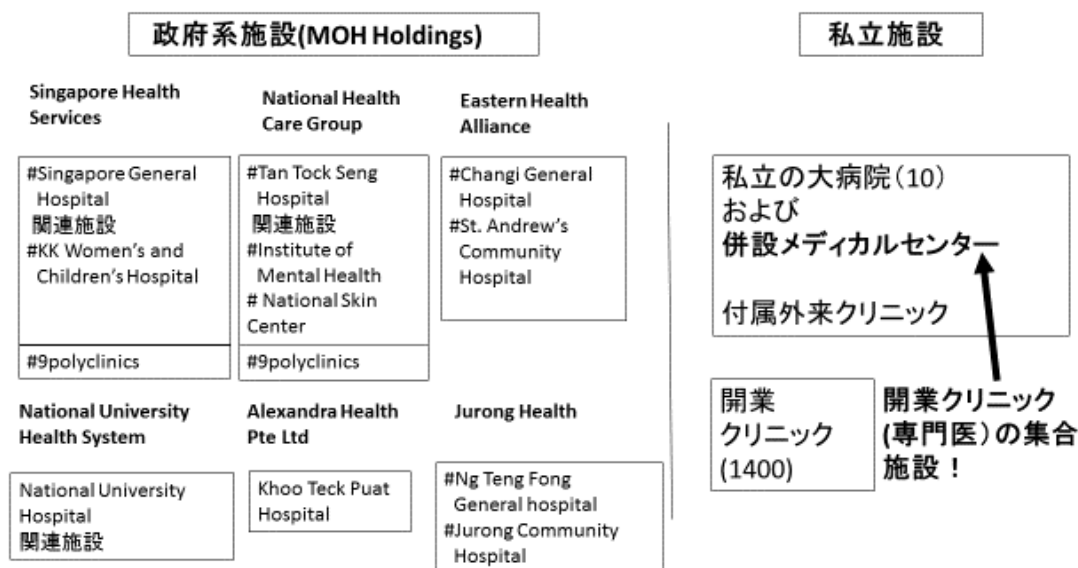 政府系施設(MOH Holdings)
私立施設
Singapore Health
Services
#Singapore General
Hospital
関連施設
#KK Women's and
Children's Hospital
#9polyclinics
National Health
Care Group
#Tan Tock Seng
Hospital
関連施設
#Institute of
Mental Health
# National Skin
Center
#9polyclinics
Eastern Health
Alliance
#Changi General
Hospital
#St. Andrew's
Community
Hospital
National University
Health System
National University
Hospital
関連施設
Alexandra Health
Pte Ltd
Khoo Teck Puat
Hospital
Jurong Health
#Ng Teng Fong
General hospital
#Jurong Community
Hospital
私立の大病院(10)
および
併設メディカルセンター
付属外来クリニック
開業
クリニック
(1400)
開業クリニック
(専門医)の集合
施設!